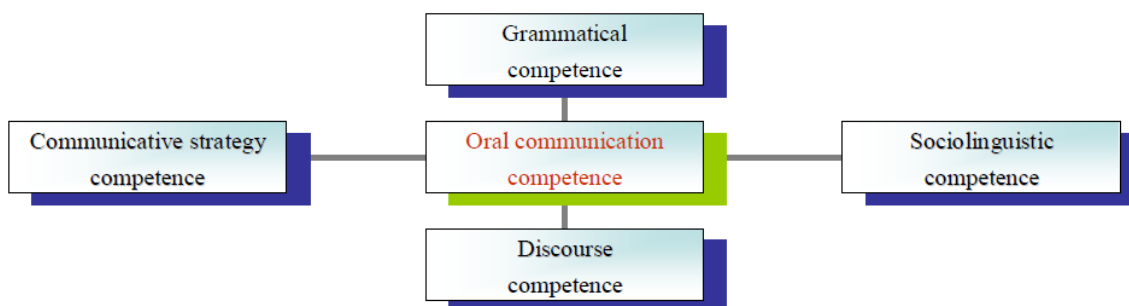 Grammatical
competence
Communicative strategy
competence
Oral communication
competence
Sociolinguistic
competence
Discourse
competence